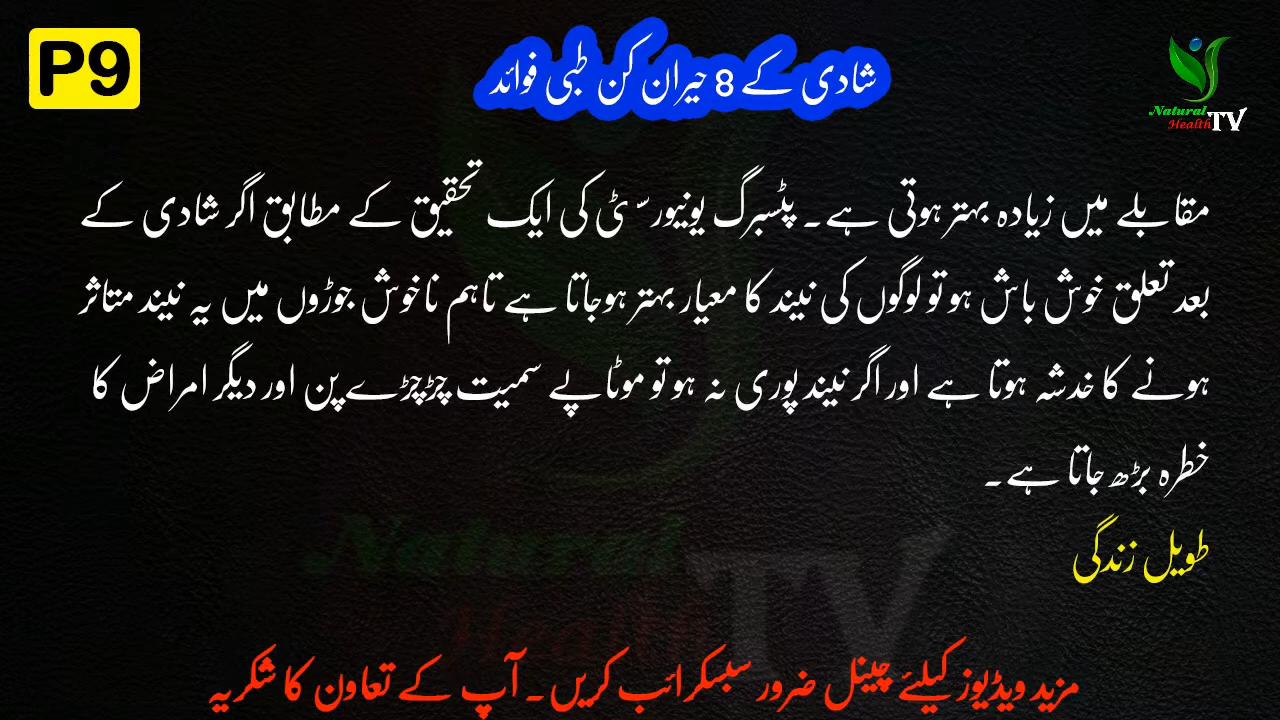 P9
شادی کے 8 حیران کن طبی فوائد
Natural
Health TV
مقابلے میں زیادہ بہتر ہوتی ہے۔ پٹسبرگ یونیورسٹی کی ایک تحقیق کے مطابق اگر شادی کے
بعد تعلق خوش باش ہو تو لوگوں کی نیند کا معیار بہتر ہوجاتا ہے تاہم ناخوش جوڑوں میں یہ نیند متاثر
ہونے کا خدشہ ہوتا ہے اور اگر نیند پوری نہ ہو تو موٹاپے سمیت چڑچڑے پن اور دیگر امراض کا
خطرہ بڑھ جاتا ہے۔
طویل زندگی
Natural
Health TV
مزید ویڈیوز کیلئے چینل ضرور سبسکرائب کریں۔ آپ کے تعاون کا شکریہ